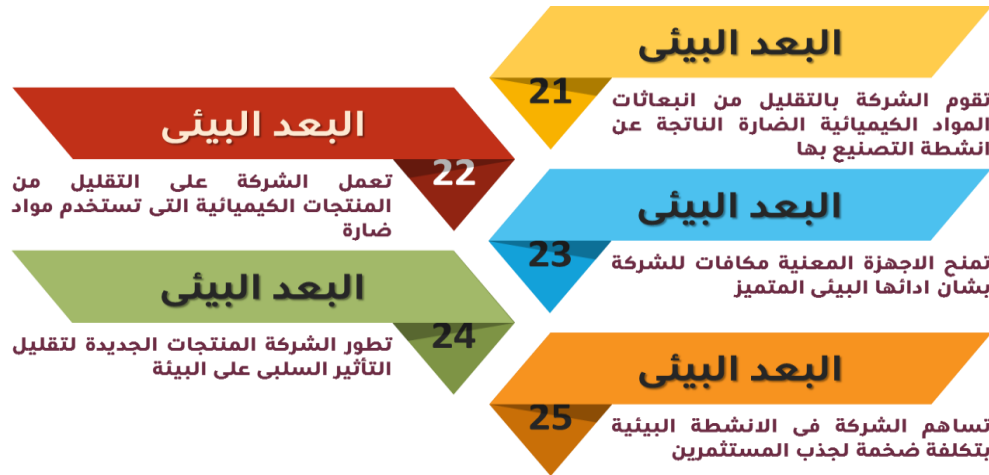 البعد البيئى
21
تقوم الشركة بالتقليل من انبعاثات
المواد الكيميائية الضارة الناتجة عن
انشطة التصنيع بها
البعد البيئى
22
تعمل الشركة على التقليل من
المنتجات الكيميائية التى تستخدم مواد
ضارة
البعد البيئى
23
تمنح الاجهزة المعنية مكافات للشركة
بشأن ادائها البيئى المتميز
البعد البيئى
24
تطور الشركة المنتجات الجديدة لتقليل
التأثير السلبى على البيئة
البعد البيئى
25
تساهم الشركة فى الانشطة البيئية
بتكلفة ضخمة لجذب المستثمرين